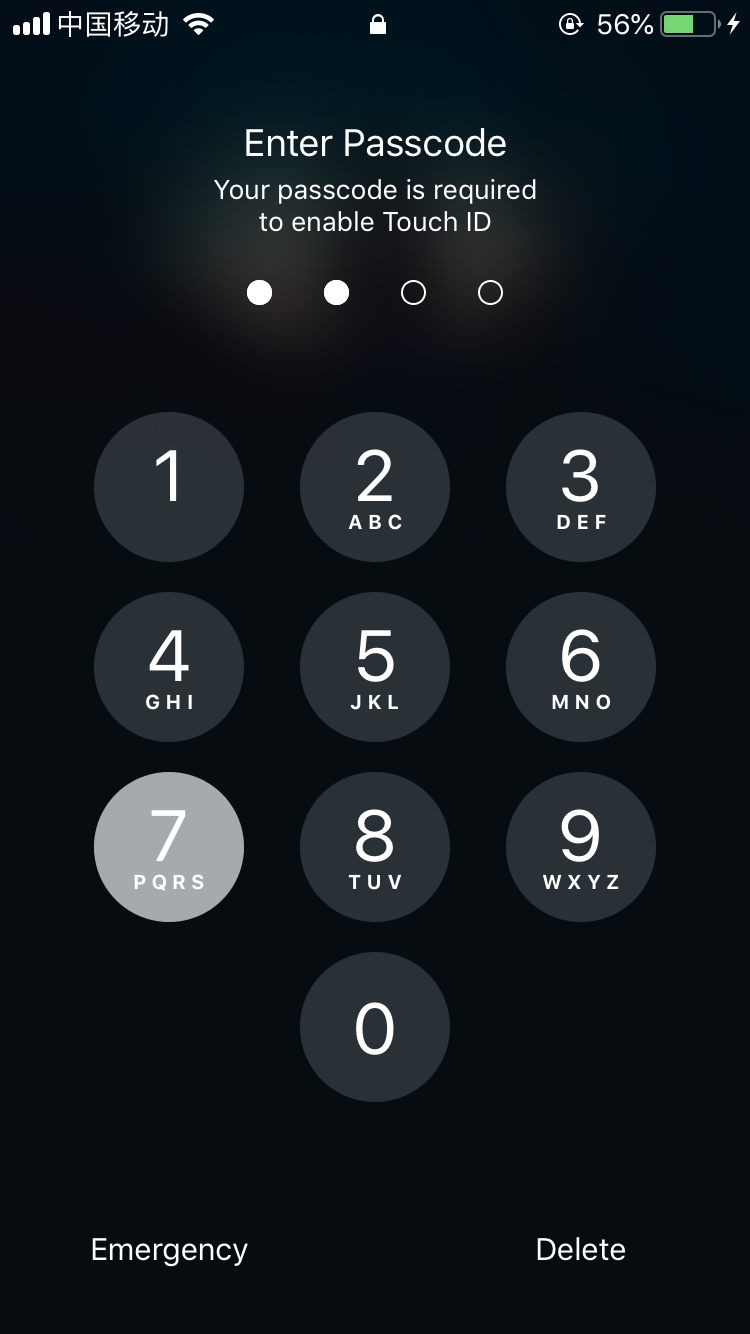 中国移动 56%
Enter Passcode
Your passcode is required
to enable Touch ID
1 2 3
ABC DEF
4 5 6
GHI JKL MNO
7 8 9
PQRS TUV WXYZ
0
Emergency Delete